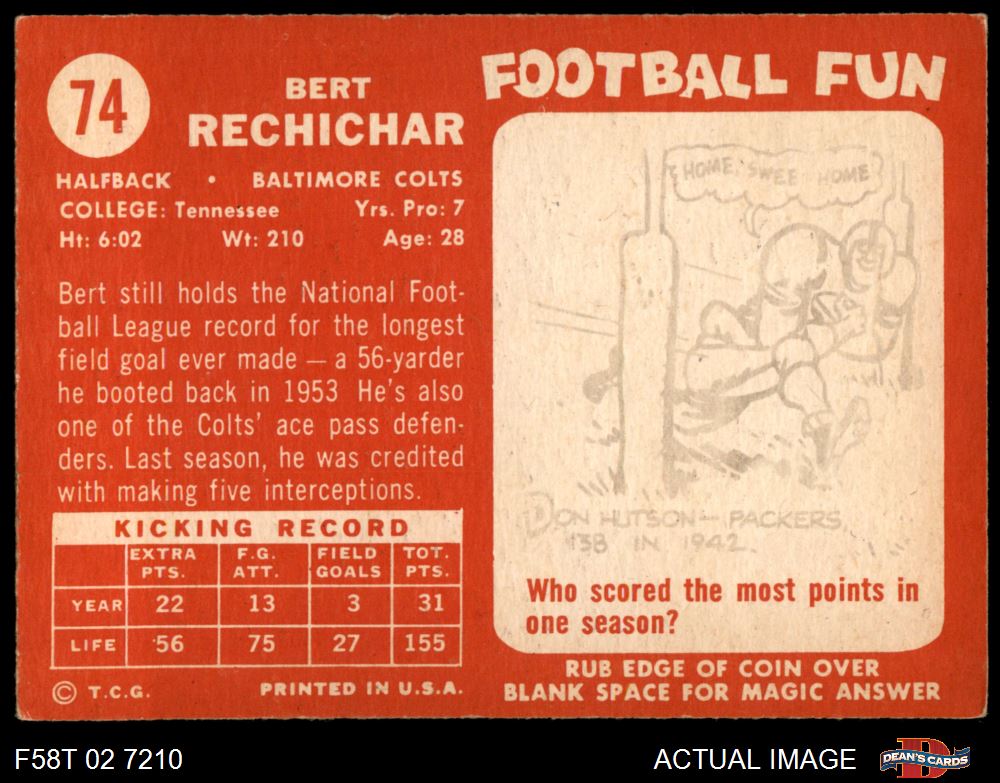 74
BERT
RECHICHAR
HALFBACK • BALTIMORE COLTS
COLLEGE: Tennessee Yrs. Pro: 7
Ht: 6:02 Wt: 210 Age: 28
Bert still holds the National Foot-
ball League record for the longest
field goal ever made — a 56-yarder
he booted back in 1953 He's also
one of the Colts' ace pass defen-
ders. Last season, he was credited
with making five interceptions.
KICKING RECORD
EXTRA PTS. F.G. ATT. FIELD GOALS TOT. PTS.
YEAR 22 13 3 31
LIFE 56 75 27 155
© T.C.G. PRINTED IN U.S.A.
FOOTBALL FUN
HOME, SWEE HOME
DON HUTSON— PACKERS
138 IN 1942.
Who scored the most points in
one season?
RUB EDGE OF COIN OVER
BLANK SPACE FOR MAGIC ANSWER
F58T 02 7210 ACTUAL IMAGE DEAN'S CARDS